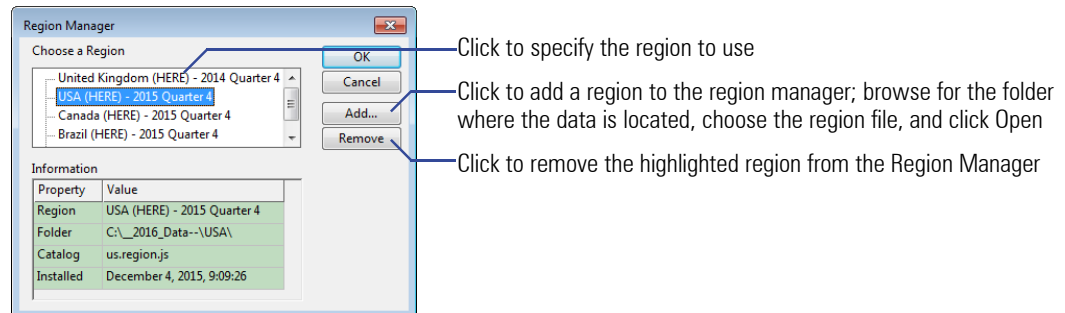 Region Manager
Choose a Region
United Kingdom (HERE) - 2014 Quarter 4
USA (HERE) - 2015 Quarter 4
Canada (HERE) - 2015 Quarter 4
Brazil (HERE) - 2015 Quarter 4
OK
Cancel
Add...
Remove
Click to specify the region to use
Click to add a region to the region manager; browse for the folder
where the data is located, choose the region file, and click Open
Click to remove the highlighted region from the Region Manager
Information
Property Value
Region USA (HERE) - 2015 Quarter 4
Folder C:\_2016_Data--\USA\
Catalog us.region.js
Installed December 4, 2015, 9:09:26